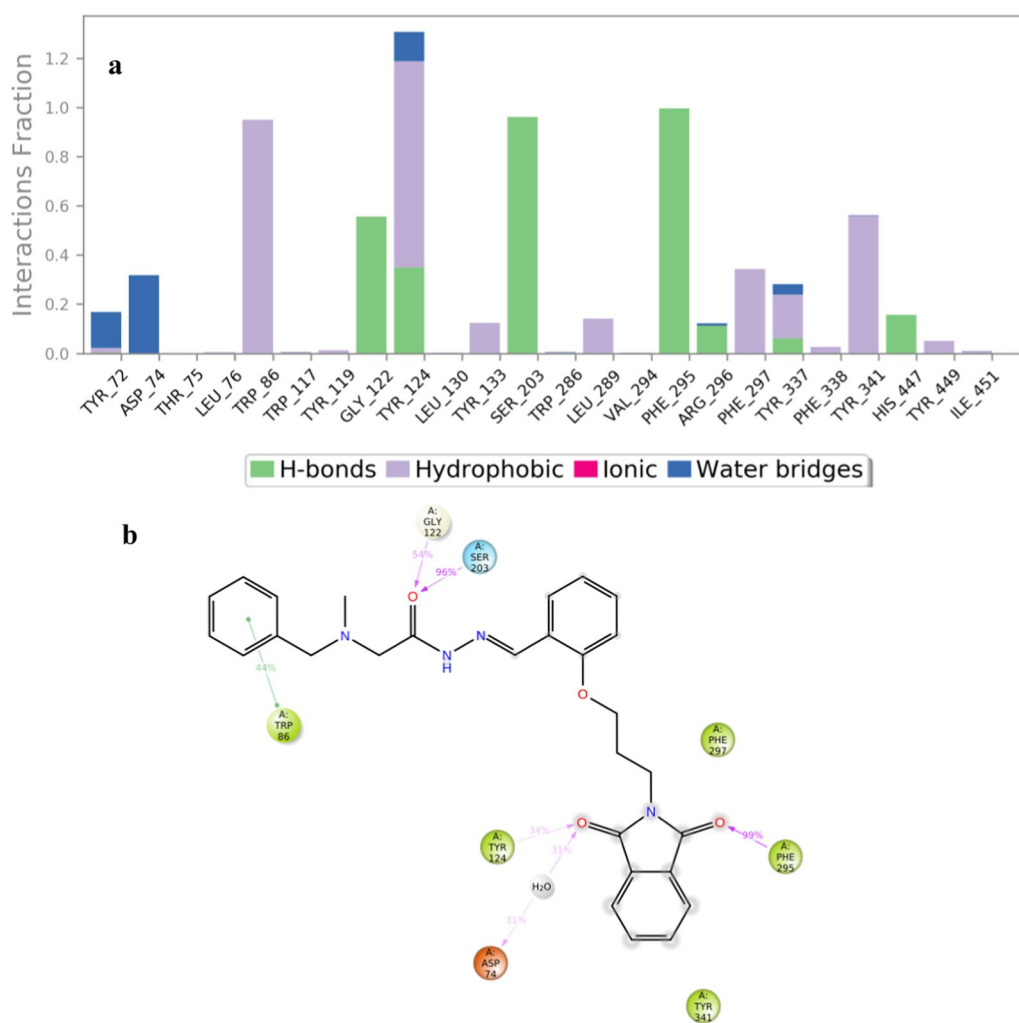 a
Interactions Fraction
1.2
1.0
0.8
0.6
0.4
0.2
0.0
TYR_72
ASP_74
THR_75
LEU_76
TRP_86
TRP_117
TYR_119
GLY_122
TYR_124
LEU_130
TYR_133
SER_203
TRP_286
LEU_289
VAL_294
PHE_295
ARG_296
PHE_297
TYR_337
PHE_338
TYR_341
HIS_447
TYR_449
ILE_451
H-bonds Hydrophobic Ionic Water bridges
b
A:
GLY
122
A:
SER
203
54%
96%
O
N
N
N
H
44%
A:
TRP
86
O
A:
PHE
297
N
O
O
A:
TYR
124
34%
31%
99%
A:
PHE
295
H₂O
31%
A:
ASP
74
A:
TYR
341